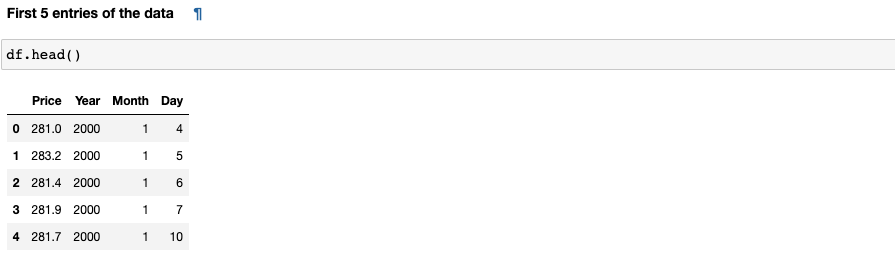 First 5 entries of the data ¶
df.head()
Price Year Month Day
0 281.0 2000 1 4
1 283.2 2000 1 5
2 281.4 2000 1 6
3 281.9 2000 1 7
4 281.7 2000 1 10